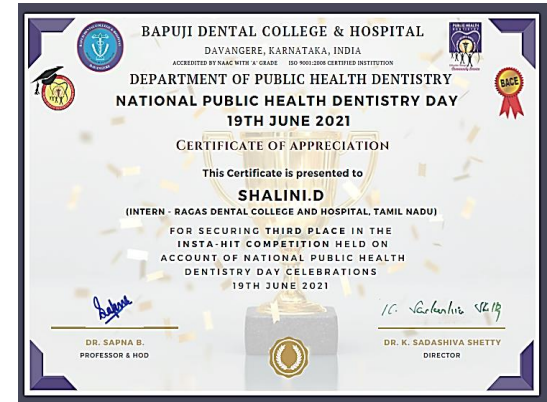 BAPUJI DENTAL COLLEGE & HOSPITAL
DAVANGERE, KARNATAKA, INDIA
ACCREDITED BY NAAC WITH 'A' GRADE ISO 9001:2008 CERTIFIED INSTITUTION
DEPARTMENT OF PUBLIC HEALTH DENTISTRY
BACE
NATIONAL PUBLIC HEALTH DENTISTRY DAY
19TH JUNE 2021
CERTIFICATE OF APPRECIATION
This Certificate is presented to
SHALINI.D
(INTERN - RAGAS DENTAL COLLEGE AND HOSPITAL, TAMIL NADU)
FOR SECURING THIRD PLACE IN THE
INSTA-HIT COMPETITION HELD ON
ACCOUNT OF NATIONAL PUBLIC HEALTH
DENTISTRY DAY CELEBRATIONS
19TH JUNE 2021
DR. SAPNA B.
PROFESSOR & HOD
DR. K. SADASHIVA SHETTY
DIRECTOR